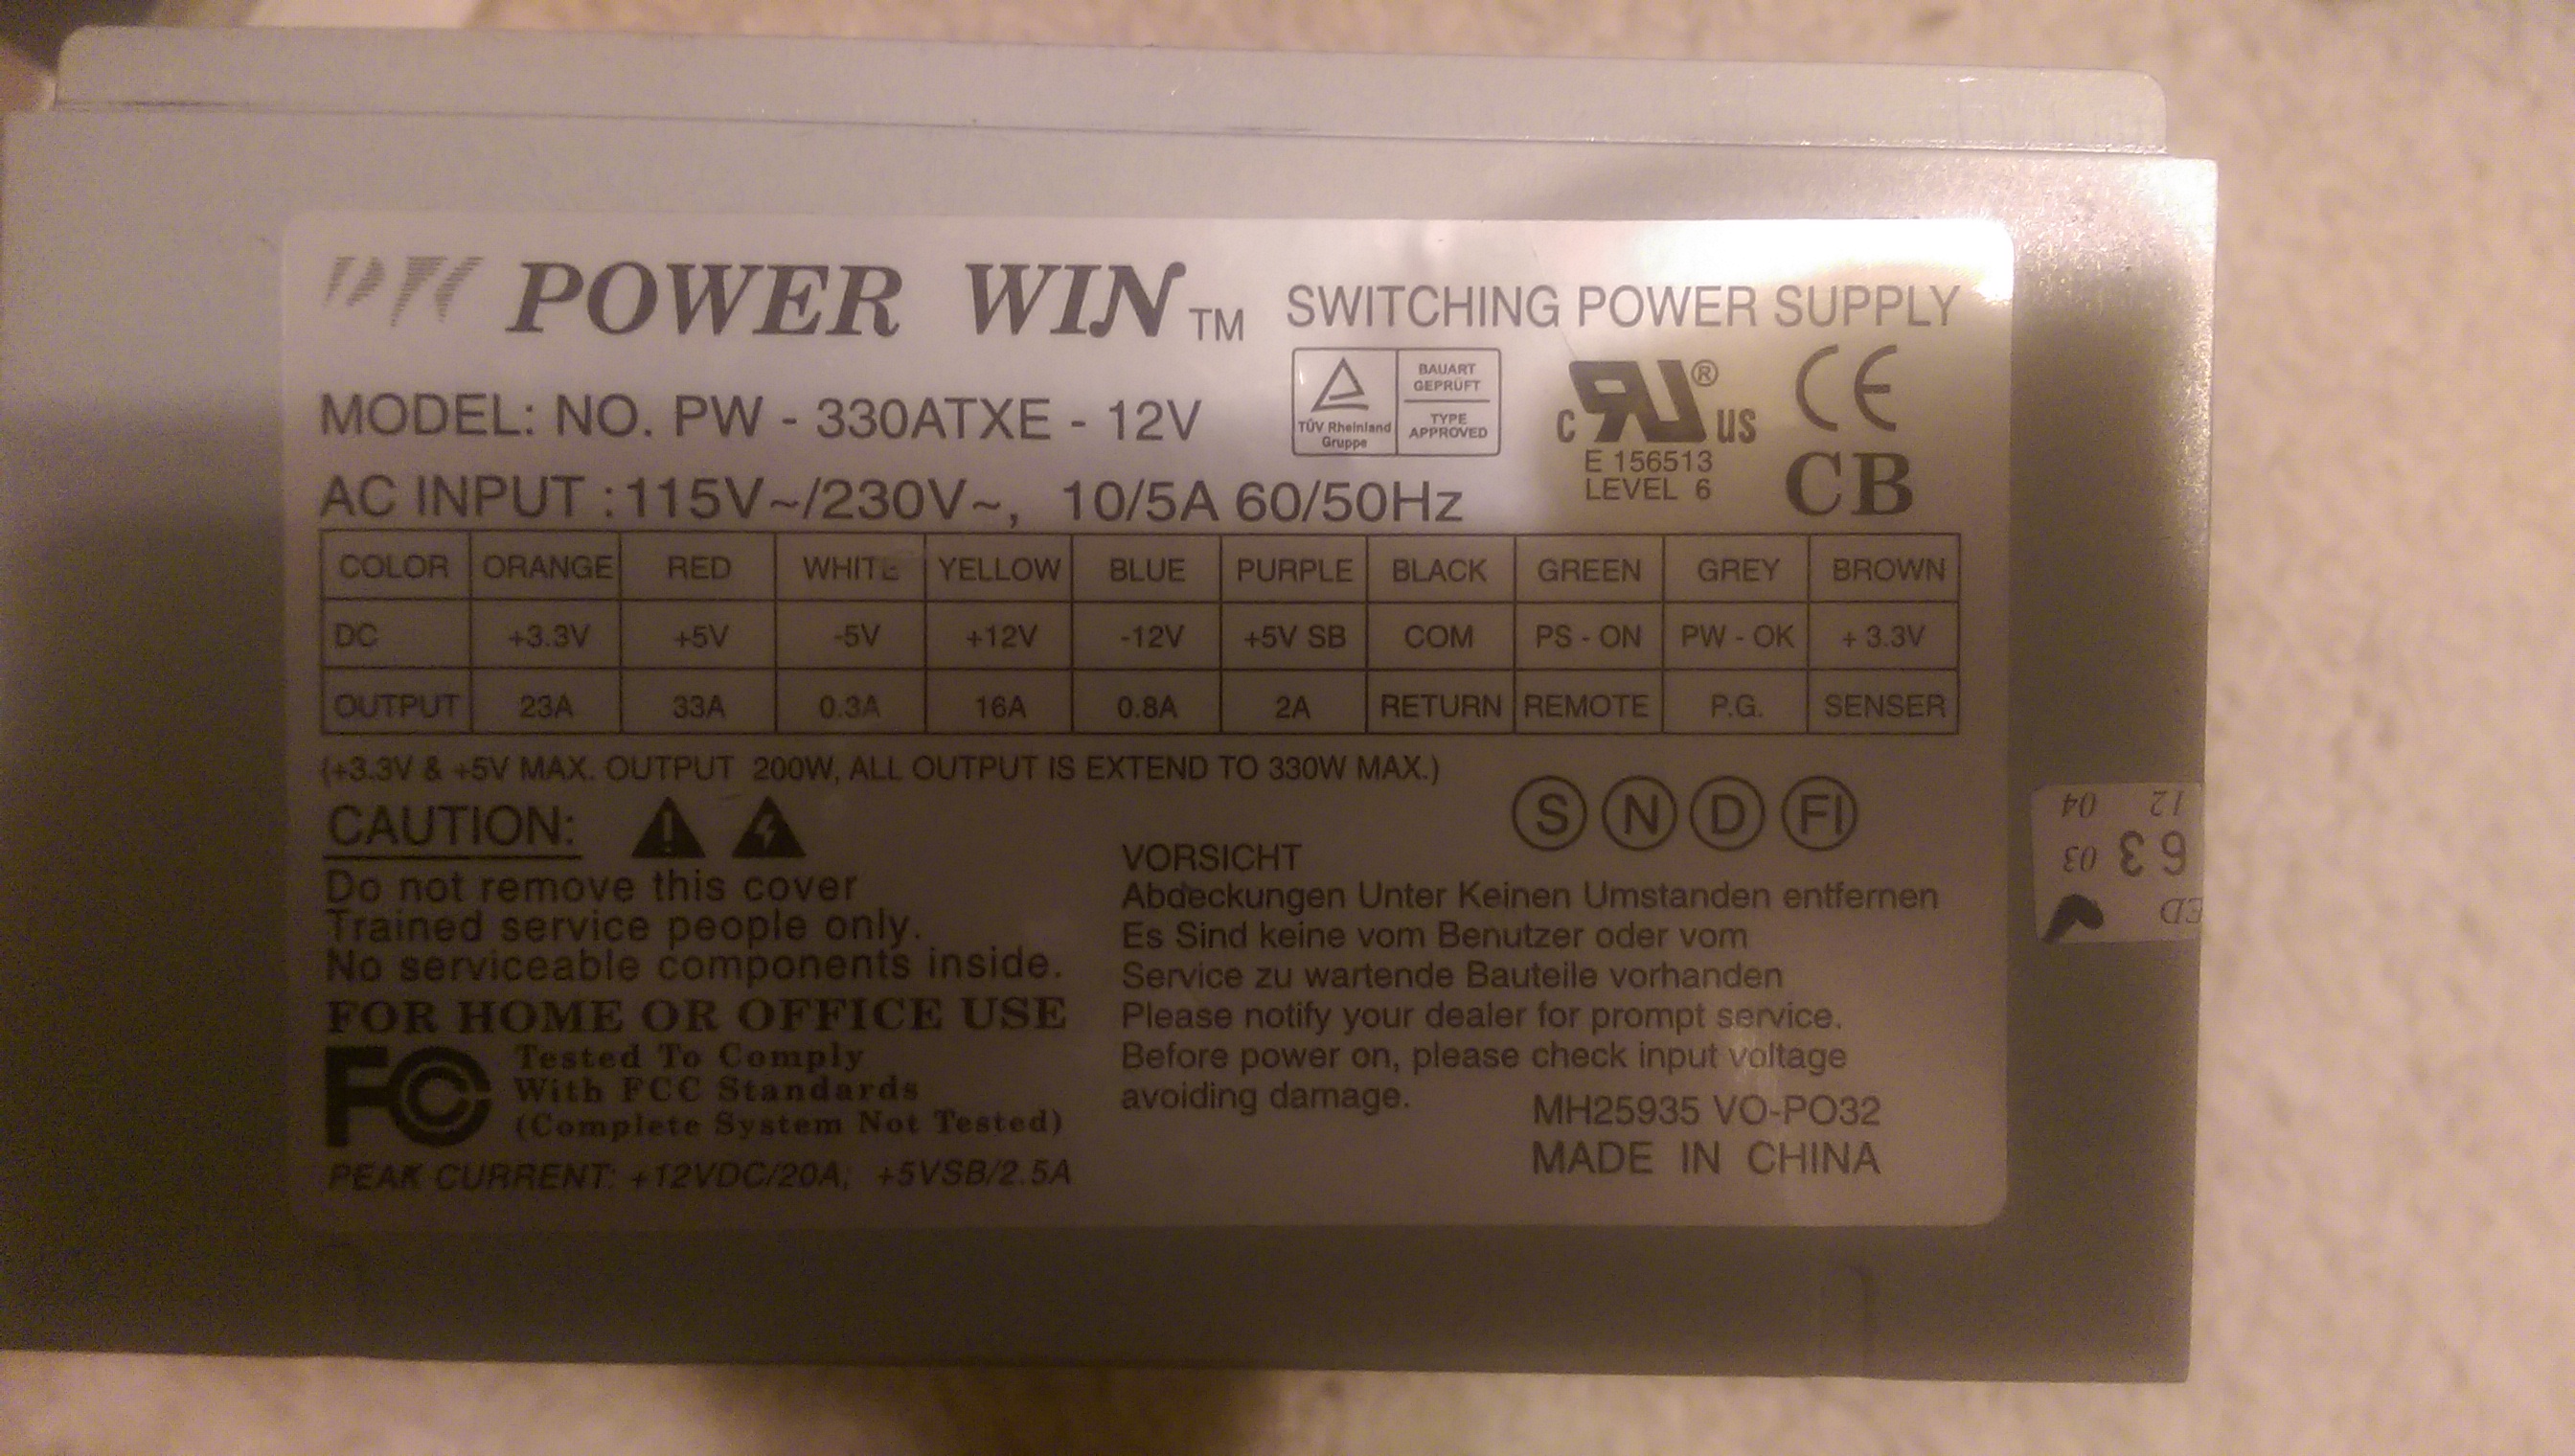 POWER WIN TM SWITCHING POWER SUPPLY
MODEL: NO. PW - 330ATXE - 12V
TÜV Rheinland
Gruppe
BAUART
GEPRÜFT
TYPE
APPROVED
c RU ® US
E 156513
LEVEL 6
CE
CB
AC INPUT : 115V~/230V~, 10/5A 60/50Hz
COLOR ORANGE RED WHITE YELLOW BLUE PURPLE BLACK GREEN GREY BROWN
DC +3.3V +5V -5V +12V -12V +5V SB COM PS - ON PW - OK + 3.3V
OUTPUT 23A 33A 0.3A 16A 0.8A 2A RETURN REMOTE P.G. SENSER
(+3.3V & +5V MAX. OUTPUT 200W, ALL OUTPUT IS EXTEND TO 330W MAX.)
S N D FI
CAUTION:
Do not remove this cover
Trained service people only.
No serviceable components inside.
FOR HOME OR OFFICE USE
FC Tested To Comply
With FCC Standards
(Complete System Not Tested)
PEAK CURRENT: +12VDC/20A; +5VSB/2.5A
VORSICHT
Abdeckungen Unter Keinen Umstanden entfernen
Es Sind keine vom Benutzer oder vom
Service zu wartende Bauteile vorhanden
Please notify your dealer for prompt service.
Before power on, please check input voltage
avoiding damage.
MH25935 VO-PO32
MADE IN CHINA
ED
63 03
12 04